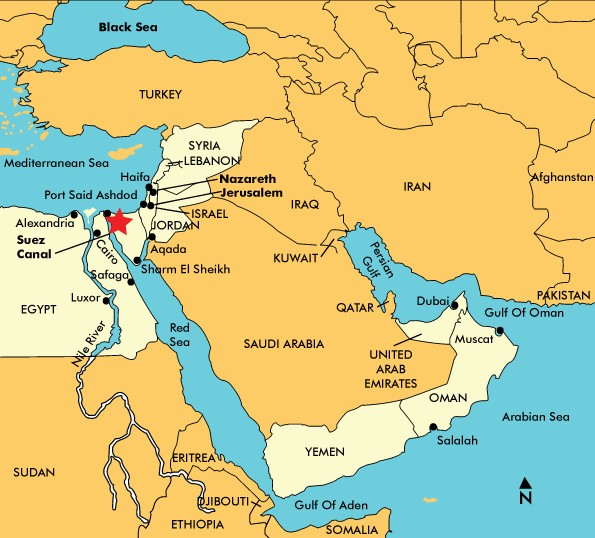 Black Sea
TURKEY
SYRIA
LEBANON
Mediterranean Sea
Haifa
Nazareth
IRAN
Afghanistan
Port Said Ashdod
Jerusalem
IRAQ
ISRAEL
Alexandria
JORDAN
Suez
Canal
Cairo
Aqada
KUWAIT
Persian
Gulf
Safaga
Sharm El Sheikh
Luxor
EGYPT
QATAR
Dubai
PAKISTAN
Gulf Of Oman
Nile River
Red
Sea
SAUDI ARABIA
Muscat
UNITED
ARAB
EMIRATES
OMAN
Arabian Sea
YEMEN
Salalah
SUDAN
ERITREA
DJIBOUTI
Gulf Of Aden
N
ETHIOPIA
SOMALIA